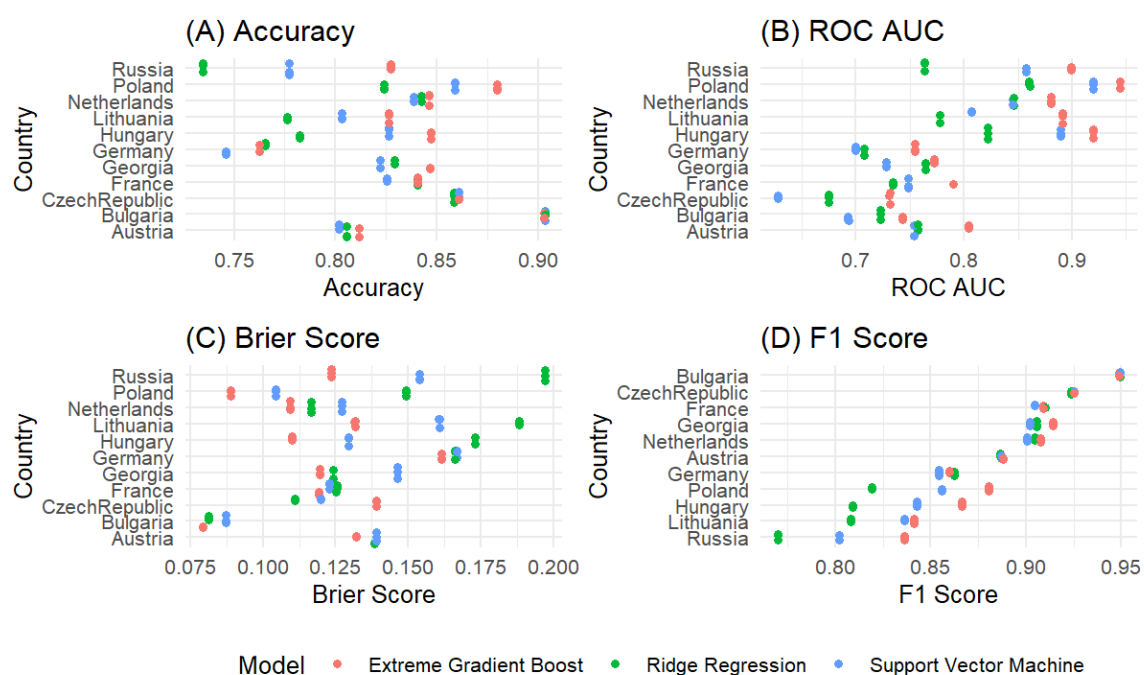 (A) Accuracy
Country
Russia
Poland
Netherlands
Lithuania
Hungary
Germany
Georgia
France
CzechRepublic
Bulgaria
Austria
0.75 0.80 0.85 0.90
Accuracy
(B) ROC AUC
Country
Russia
Poland
Netherlands
Lithuania
Hungary
Germany
Georgia
France
CzechRepublic
Bulgaria
Austria
0.7 0.8 0.9
ROC AUC
(C) Brier Score
Country
Russia
Poland
Netherlands
Lithuania
Hungary
Germany
Georgia
France
CzechRepublic
Bulgaria
Austria
0.075 0.100 0.125 0.150 0.175 0.200
Brier Score
(D) F1 Score
Country
Bulgaria
CzechRepublic
France
Georgia
Netherlands
Austria
Germany
Poland
Hungary
Lithuania
Russia
0.80 0.85 0.90 0.95
F1 Score
Model Extreme Gradient Boost Ridge Regression Support Vector Machine